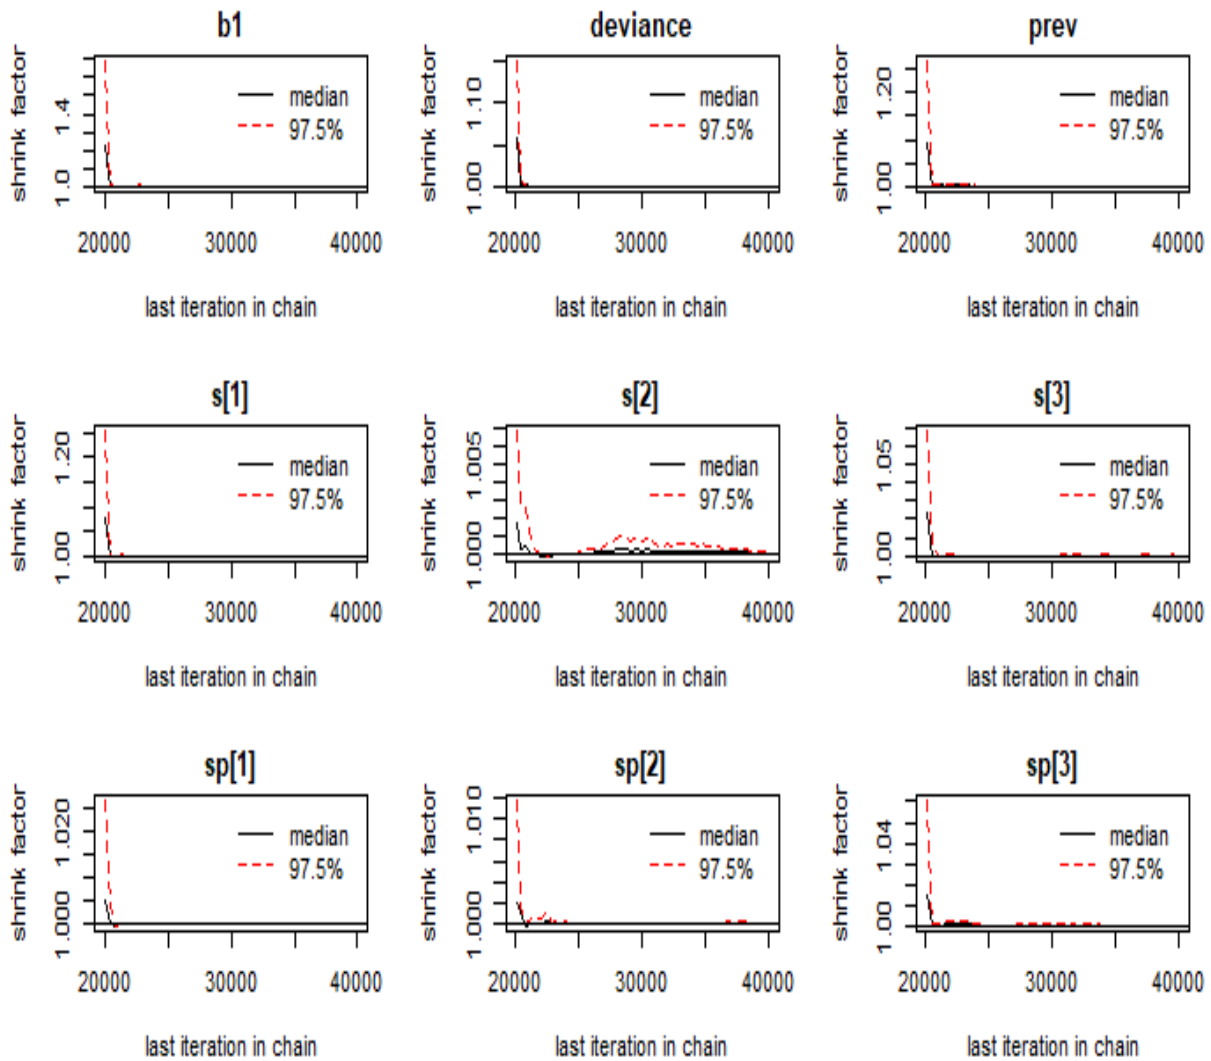 b1
shrink factor
1.0 1.4
median
97.5%
20000 30000 40000
last iteration in chain
deviance
shrink factor
1.00 1.10
median
97.5%
20000 30000 40000
last iteration in chain
prev
shrink factor
1.00 1.20
median
97.5%
20000 30000 40000
last iteration in chain
s[1]
shrink factor
1.00 1.20
median
97.5%
20000 30000 40000
last iteration in chain
s[2]
shrink factor
1.000 1.005
median
97.5%
20000 30000 40000
last iteration in chain
s[3]
shrink factor
1.00 1.05
median
97.5%
20000 30000 40000
last iteration in chain
sp[1]
shrink factor
1.000 1.020
median
97.5%
20000 30000 40000
last iteration in chain
sp[2]
shrink factor
1.000 1.010
median
97.5%
20000 30000 40000
last iteration in chain
sp[3]
shrink factor
1.00 1.04
median
97.5%
20000 30000 40000
last iteration in chain